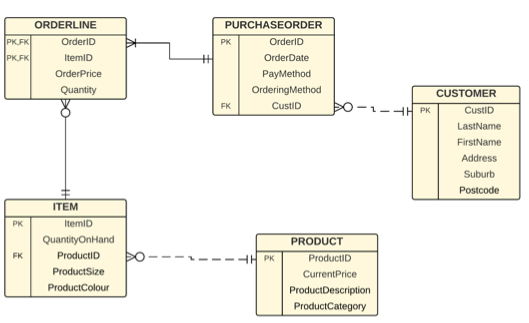 ORDERLINE
PK,FK OrderID
PK,FK ItemID
OrderPrice
Quantity
PURCHASEORDER
PK OrderID
OrderDate
PayMethod
OrderingMethod
FK CustID
CUSTOMER
PK CustID
LastName
FirstName
Address
Suburb
Postcode
ITEM
PK ItemID
QuantityOnHand
FK ProductID
ProductSize
ProductColour
PRODUCT
PK ProductID
CurrentPrice
ProductDescription
ProductCategory